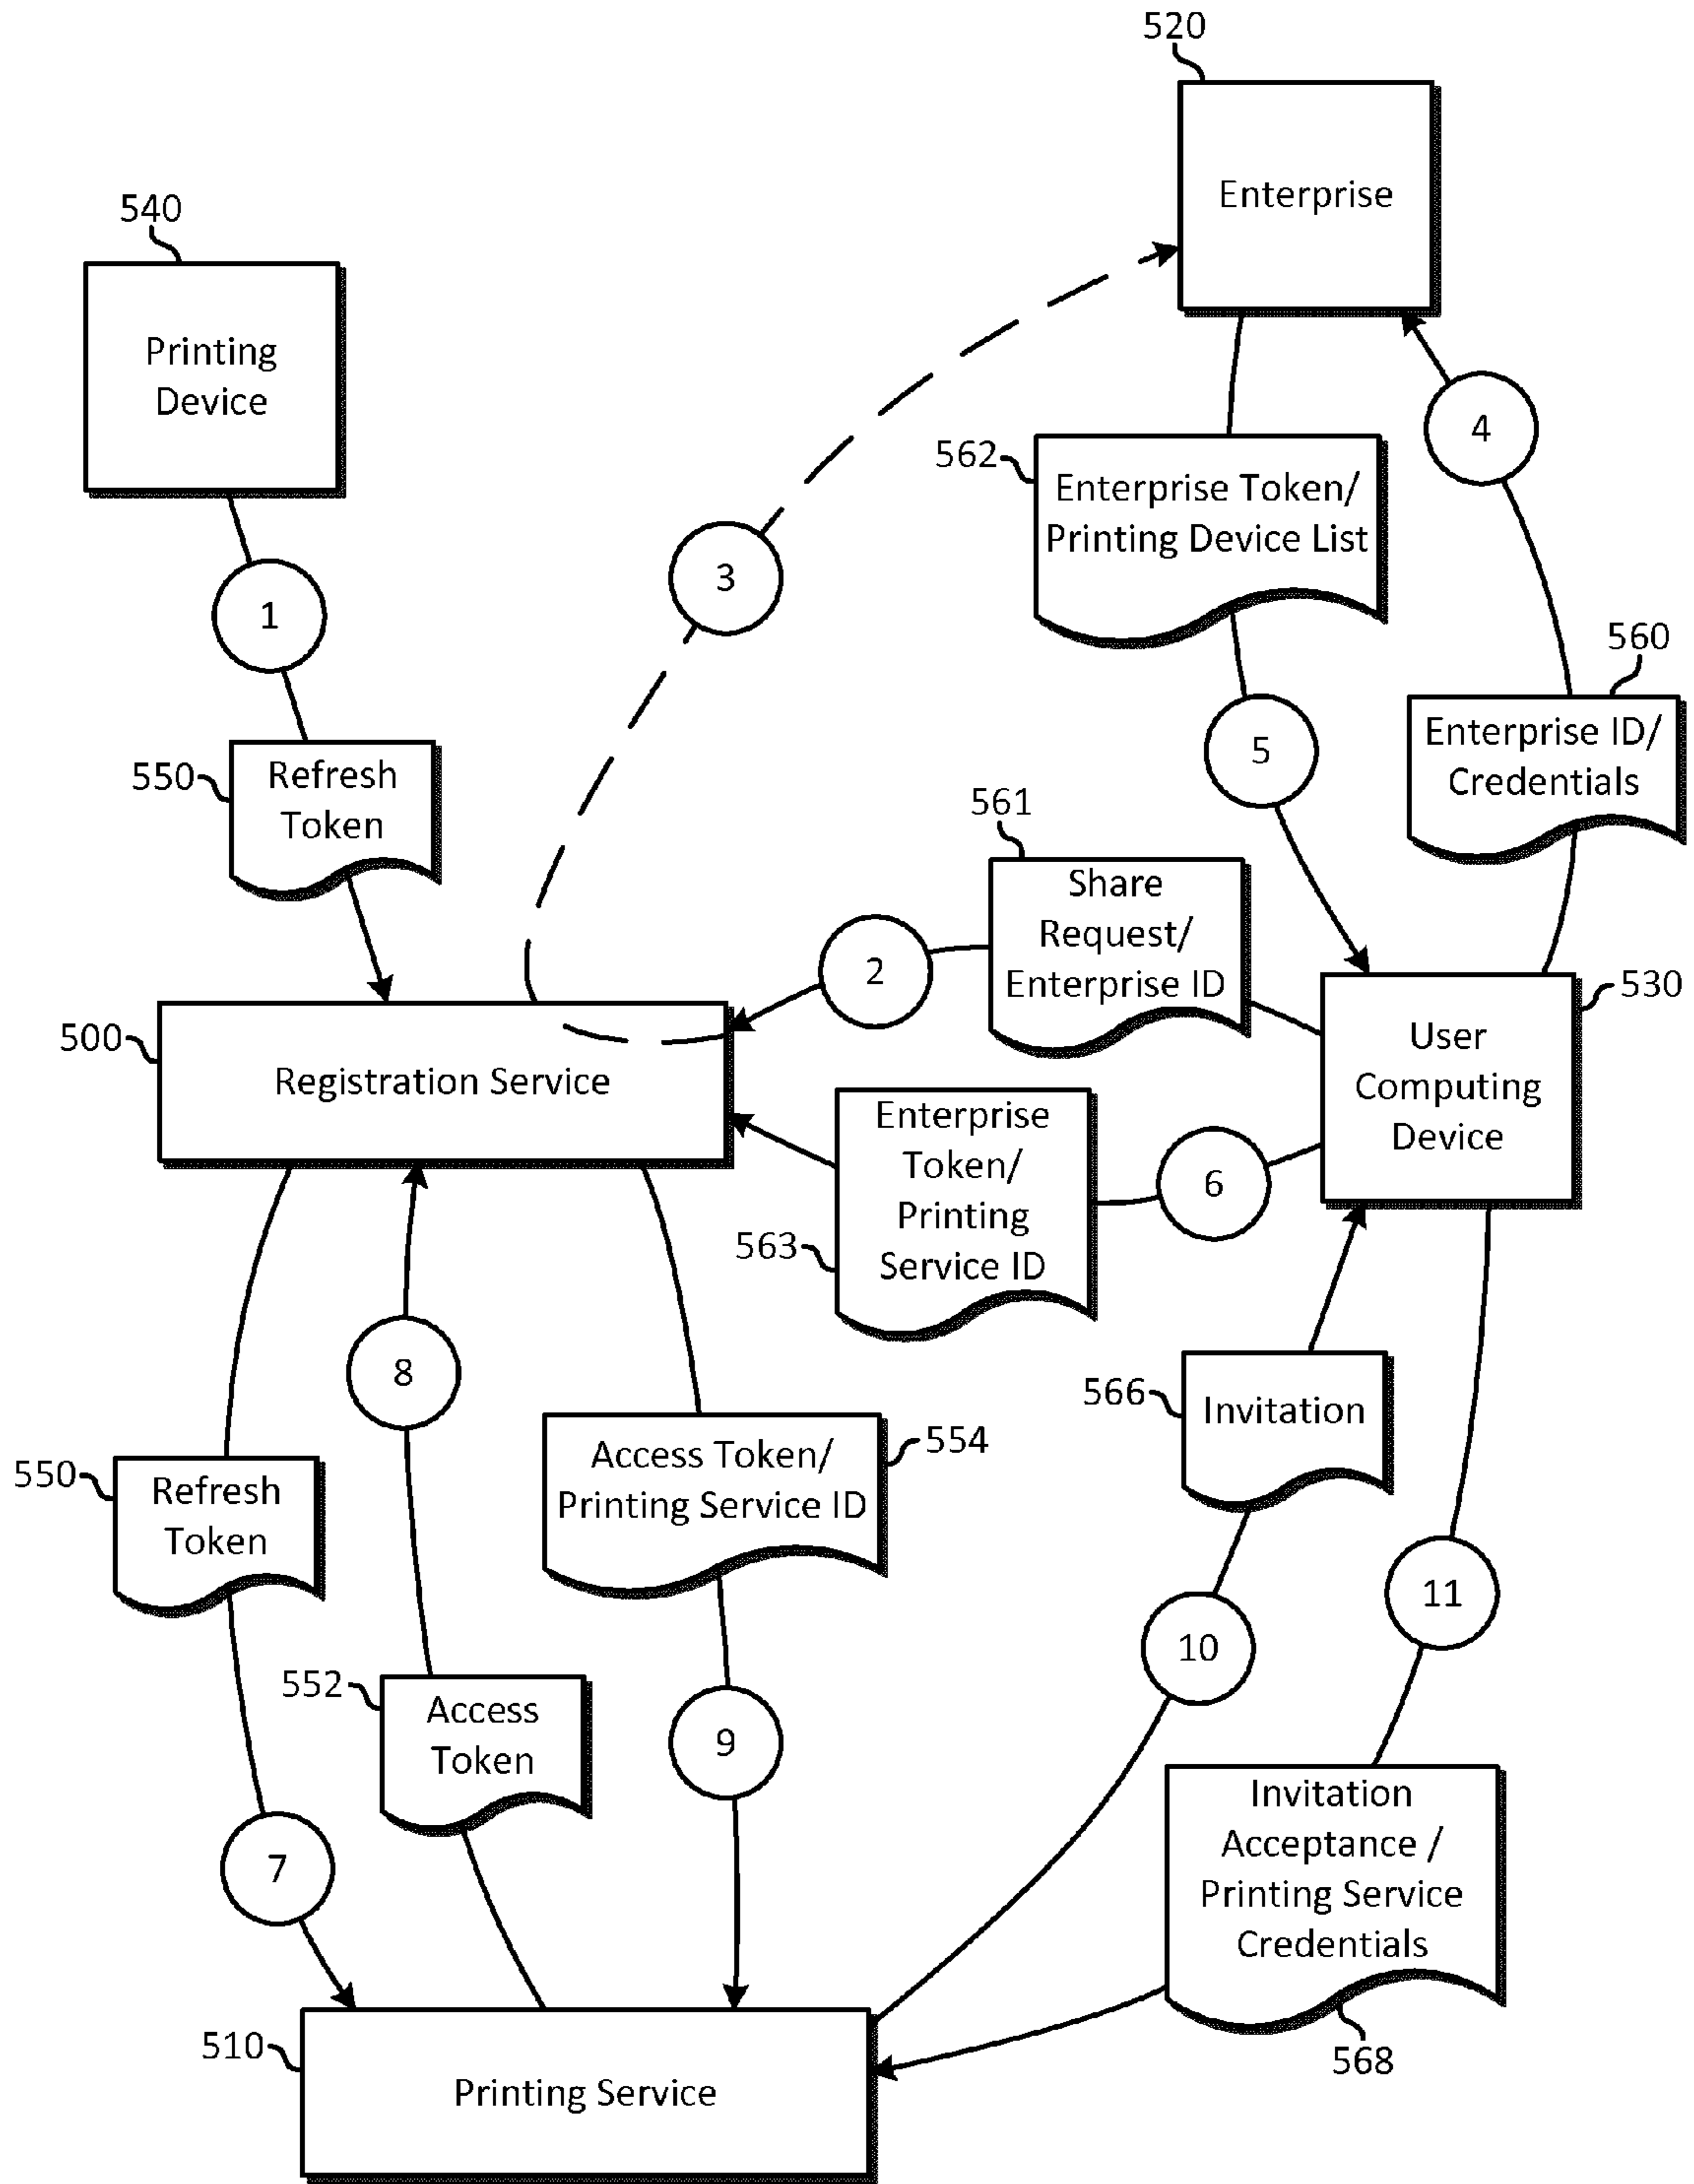 520
Enterprise
540
Printing
Device
4
562
Enterprise Token/
Printing Device List
3
1
560
Enterprise ID/
Credentials
5
550
Refresh
Token
561
Share
Request/
Enterprise ID
2
530
User
Computing
Device
500
Registration Service
Enterprise
Token/
Printing
Service ID
563
6
8
566
Invitation
554
Access Token/
Printing Service ID
550
Refresh
Token
11
10
552
Access
Token
9
7
Invitation
Acceptance /
Printing Service
Credentials
568
510
Printing Service